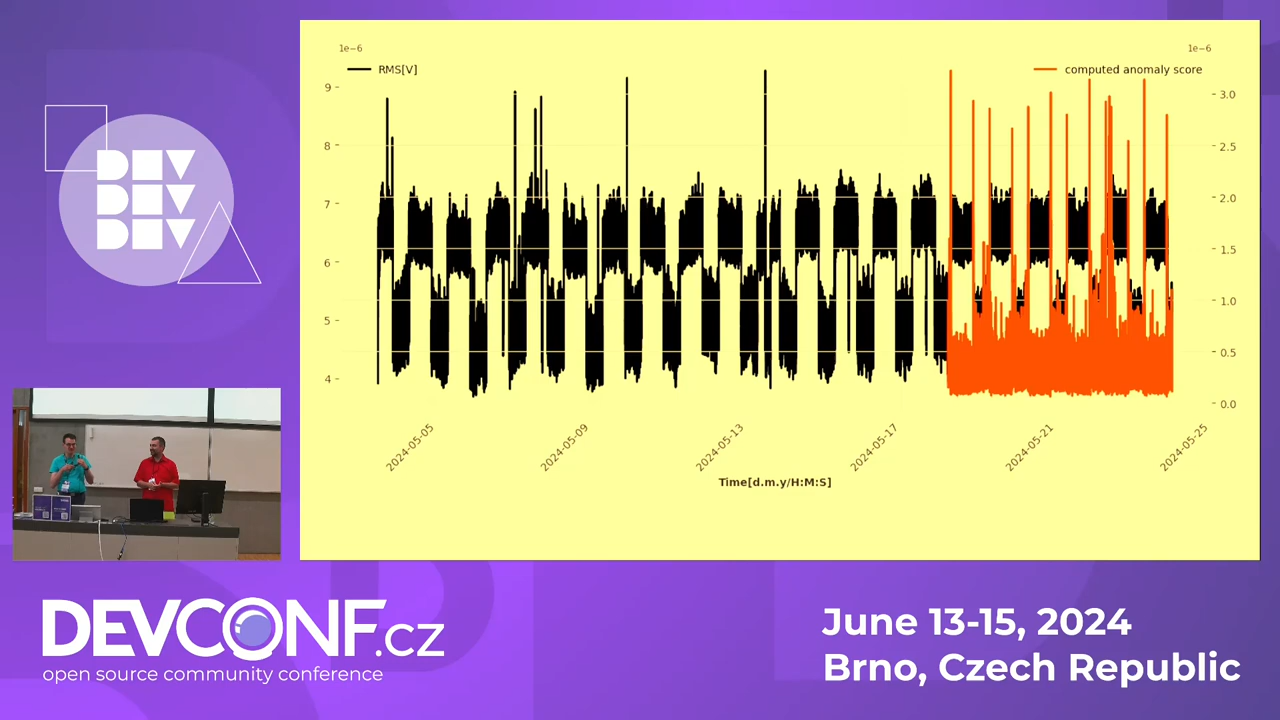 DEV
DEV
DEV
1e−6
1e−6
RMS[V]
computed anomaly score
9
8
7
6
5
4
3.0
2.5
2.0
1.5
1.0
0.5
0.0
2024-05-05
2024-05-09
2024-05-13
2024-05-17
2024-05-21
2024-05-25
Time[d.m.y/H:M:S]
DEVCONF.cz
open source community conference
June 13-15, 2024
Brno, Czech Republic